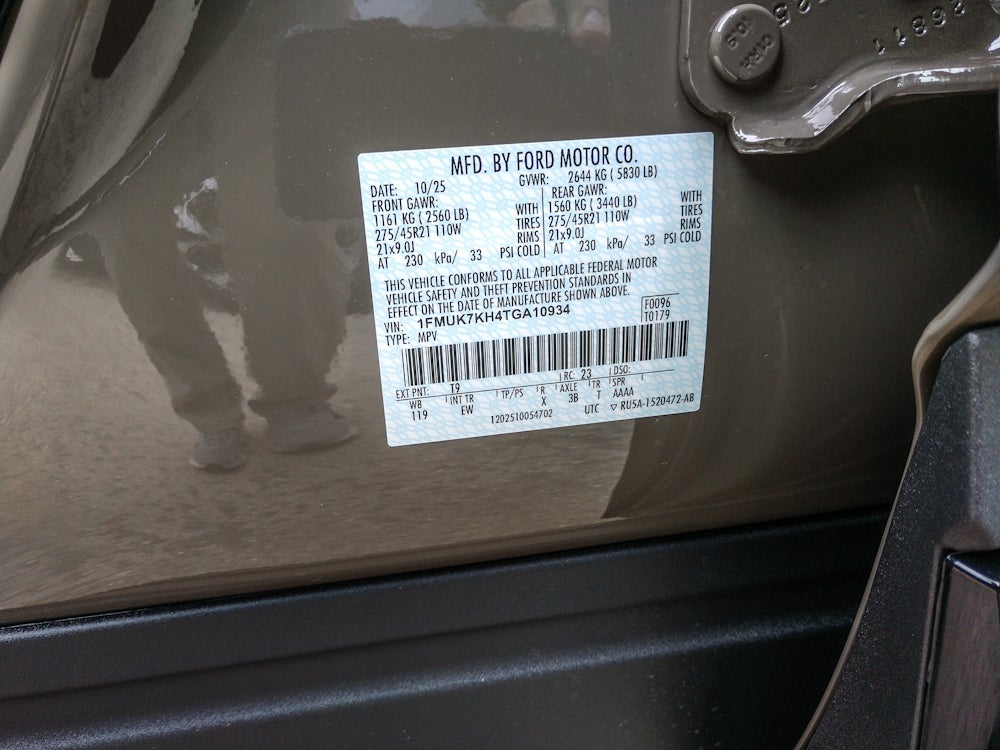 MFD. BY FORD MOTOR CO.
DATE: 10/25 GVWR: 2644 KG ( 5830 LB)
FRONT GAWR: REAR GAWR:
1161 KG ( 2560 LB) WITH 1560 KG ( 3440 LB) WITH
275/45R21 110W TIRES 275/45R21 110W TIRES
21x9.0J RIMS 21x9.0J RIMS
AT 230 kPa/ 33 PSI COLD AT 230 kPa/ 33 PSI COLD
THIS VEHICLE CONFORMS TO ALL APPLICABLE FEDERAL MOTOR
VEHICLE SAFETY AND THEFT PREVENTION STANDARDS IN
EFFECT ON THE DATE OF MANUFACTURE SHOWN ABOVE.
VIN: 1FMUK7KH4TGA10934 F0096
TYPE: MPV T0179
EXT PNT: T9 RC: 23 DSO:
WB INT TR TP/PS R AXLE TR SPR
119 EW X 3B T AAAA
1202510054702 UTC ▽ RU5A-1520472-AB